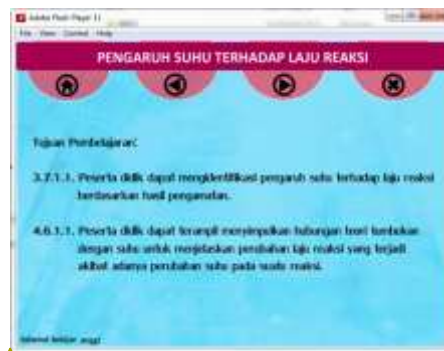 Adobe Flash Player 11
File View Control Help
PENGARUH SUHU TERHADAP LAJU REAKSI
Tujuan Pembelajaran:
3.7.1.1. Peserta didik dapat mengidentifikasi pengaruh suhu terhadap laju reaksi
berdasarkan hasil pengamatan.
4.6.1.1. Peserta didik dapat terampil menyimpulkan hubungan teori tumbukan
dengan suhu untuk menjelaskan perubahan laju reaksi yang terjadi
akibat adanya perubahan suhu pada suatu reaksi.
Selamat belajar anggi